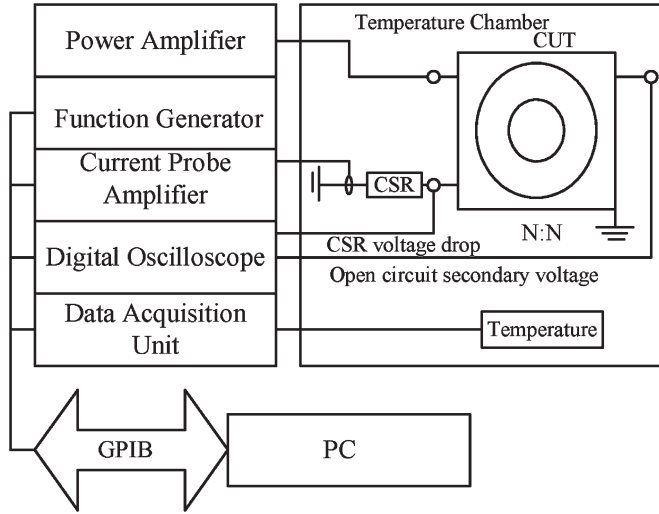 Power Amplifier
Function Generator
Current Probe
Amplifier
Digital Oscilloscope
Data Acquisition
Unit
Temperature Chamber
CUT
CSR
N:N
CSR voltage drop
Open circuit secondary voltage
Temperature
GPIB
PC